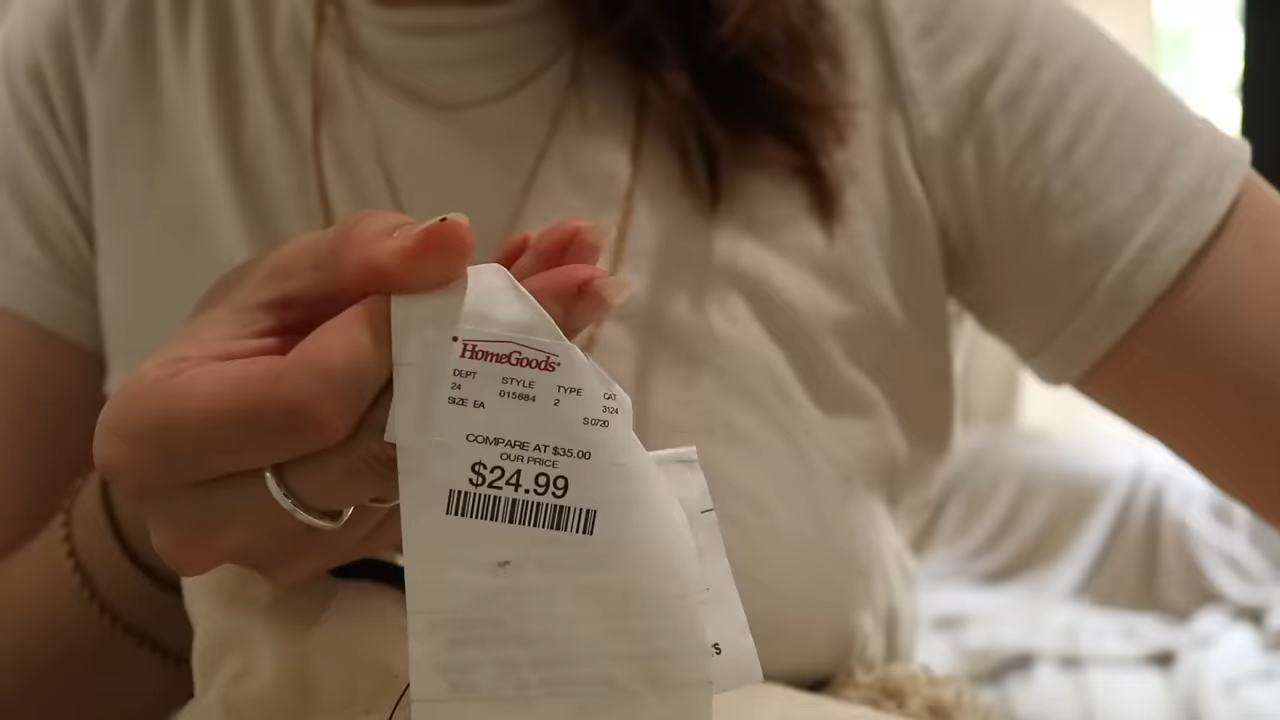 HomeGoods
DEPT STYLE TYPE CAT
24 015884 2 3124
SIZE EA S 0720
COMPARE AT $35.00
OUR PRICE
$24.99